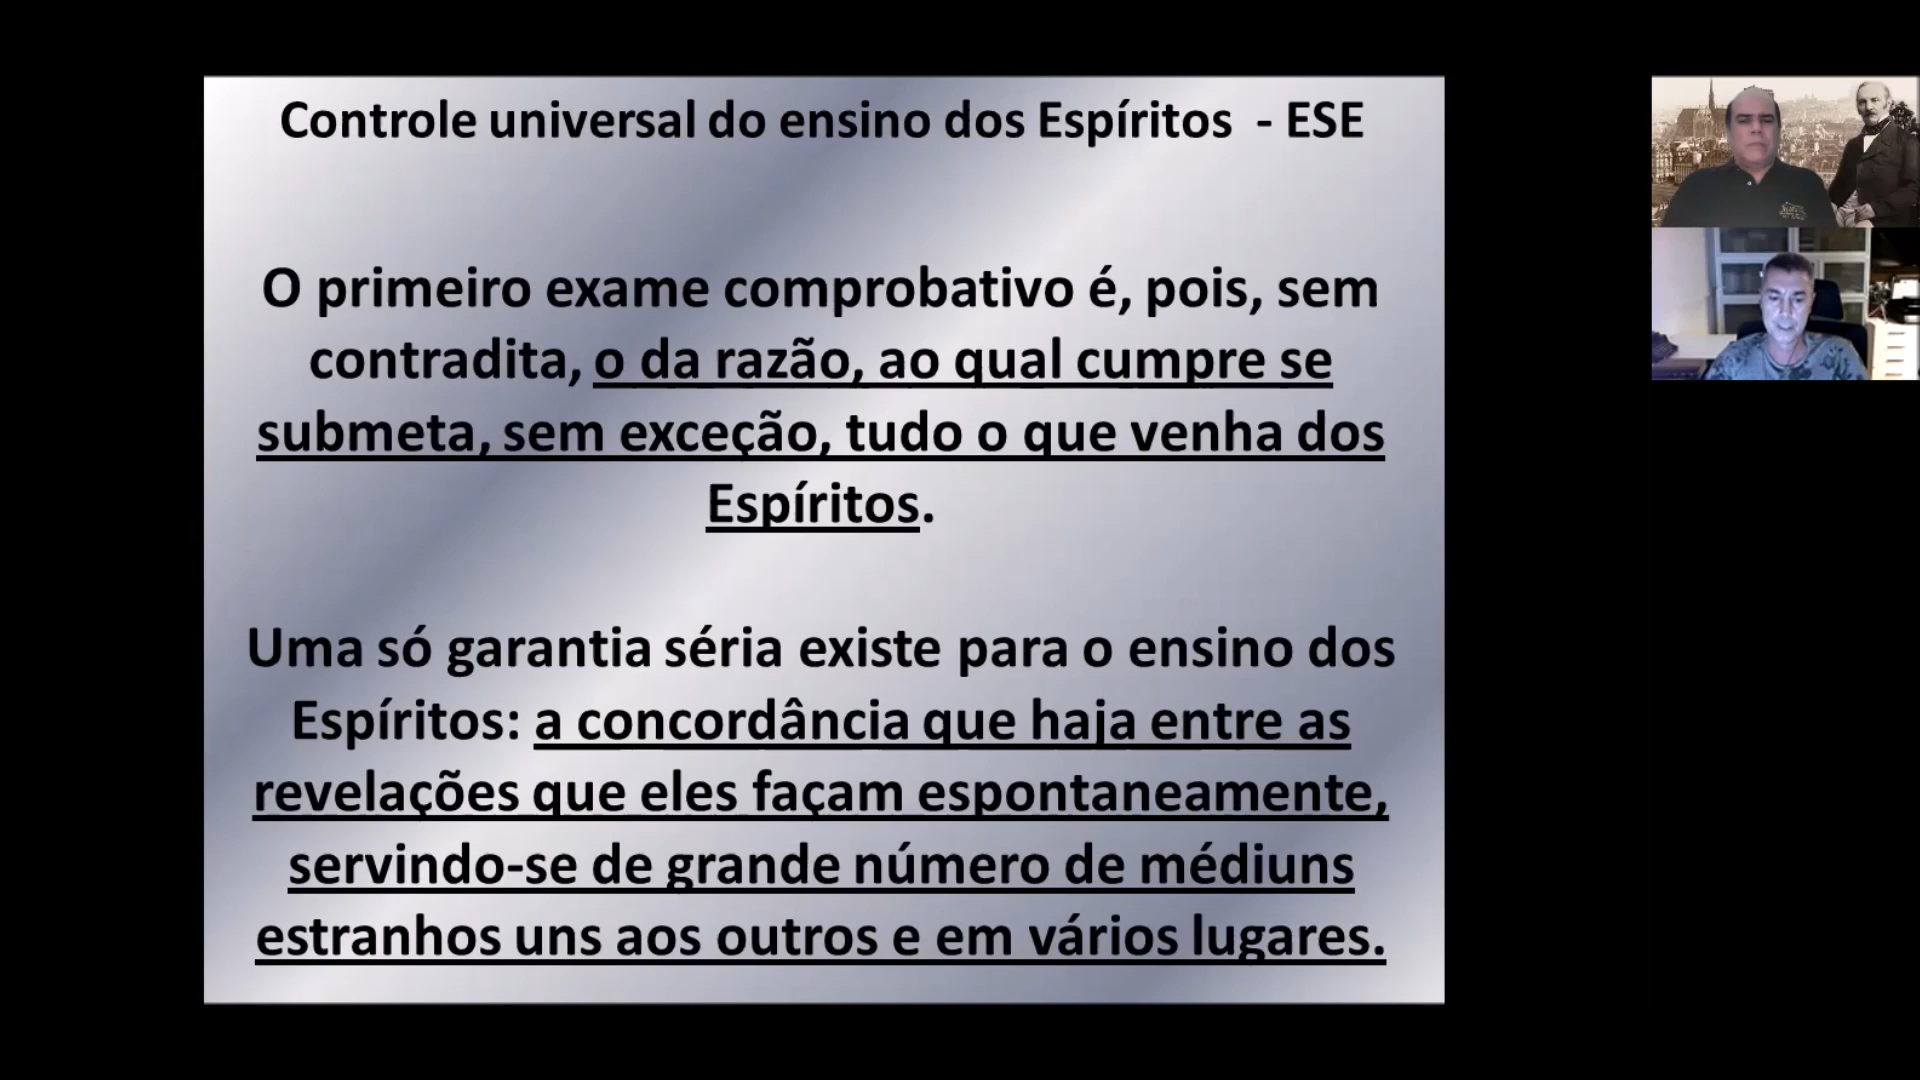 Controle universal do ensino dos Espíritos - ESE
O primeiro exame comprobativo é, pois, sem
contradita, o da razão, ao qual cumpre se
submeta, sem exceção, tudo o que venha dos
Espíritos.
Uma só garantia séria existe para o ensino dos
Espíritos: a concordância que haja entre as
revelações que eles façam espontaneamente,
servindo-se de grande número de médiuns
estranhos uns aos outros e em vários lugares.